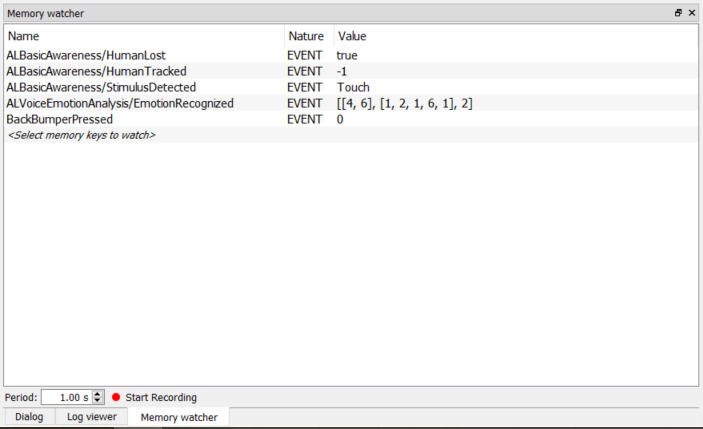 Memory watcher
Name Nature Value
ALBasicAwareness/HumanLost EVENT true
ALBasicAwareness/HumanTracked EVENT -1
ALBasicAwareness/StimulusDetected EVENT Touch
ALVoiceEmotionAnalysis/EmotionRecognized EVENT [[4, 6], [1, 2, 1, 6, 1], 2]
BackBumperPressed EVENT 0
<Select memory keys to watch>
Period: 1.00 s Start Recording
Dialog Log viewer Memory watcher